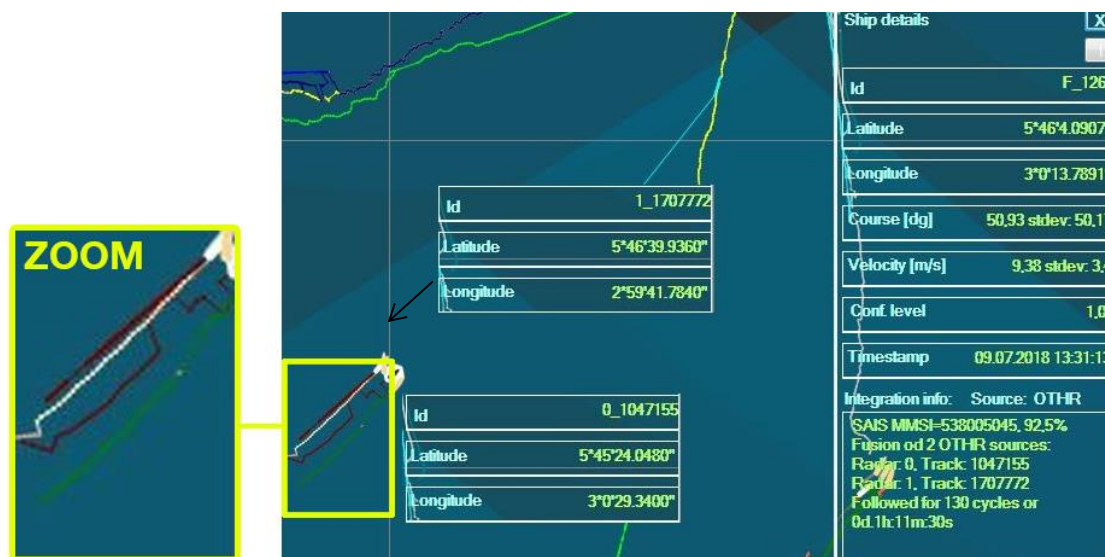 ZOOM
Id 1_1707772
Latitude 5°46'39.9360"
Longitude 2°59'41.7840"
Id 0_1047155
Latitude 5°45'24.0480"
Longitude 3°0'29.3400"
Ship details X
Id F_126
Latitude 5°46'4.0907
Longitude 3°0'13.7891
Course [dg] 50,93 stdev: 50,1
Velocity [m/s] 9,38 stdev: 3,
Conf. level 1,0
Timestamp 09.07.2018 13:31:1
Integration info: Source: OTHR
SAIS MMSI=538005045, 92,5%
Fusion od 2 OTHR sources:
Radar: 0, Track: 1047155
Radar: 1, Track: 1707772
Followed for 130 cycles or
0d.1h:11m:30s